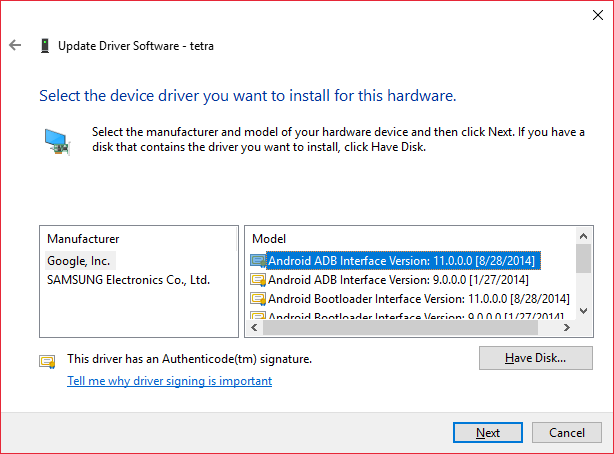 Update Driver Software - tetra
Select the device driver you want to install for this hardware.
Select the manufacturer and model of your hardware device and then click Next. If you have a
disk that contains the driver you want to install, click Have Disk.
Manufacturer
Google, Inc.
SAMSUNG Electronics Co., Ltd.
Model
Android ADB Interface Version: 11.0.0.0 [8/28/2014]
Android ADB Interface Version: 9.0.0.0 [1/27/2014]
Android Bootloader Interface Version: 11.0.0.0 [8/28/2014]
Android Bootloader Interface Version: 9.0.0.0 [1/27/2014]
This driver has an Authenticode(tm) signature.
Tell me why driver signing is important
Have Disk...
Next
Cancel